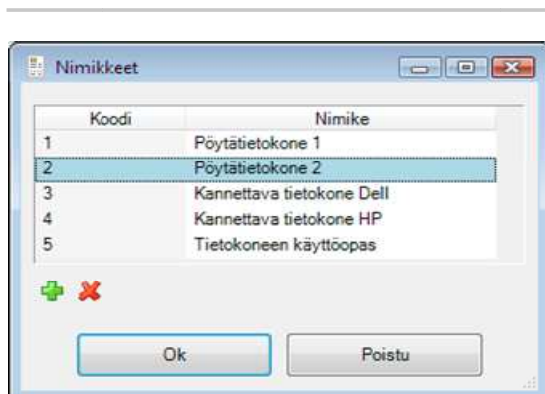 Nimikkeet
Koodi Nimike
1 Pöytätietokone 1
2 Pöytätietokone 2
3 Kannettava tietokone Dell
4 Kannettava tietokone HP
5 Tietokoneen käyttöopas
Ok Poistu